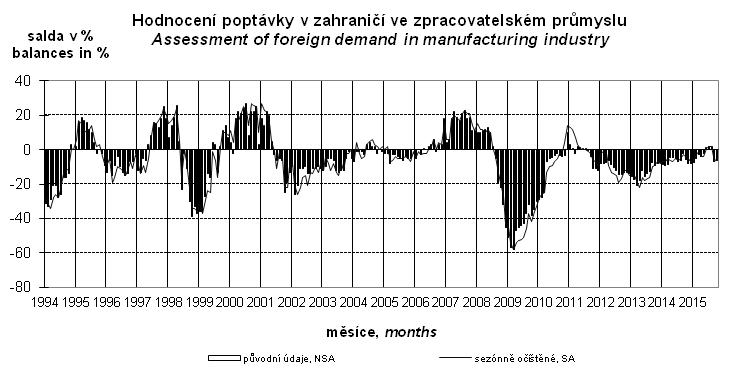 Hodnocení poptávky v zahraničí ve zpracovatelském průmyslu
Assessment of foreign demand in manufacturing industry
salda v %
balances in %
40
20
0
-20
-40
-60
-80
1994 1995 1996 1997 1998 1999 2000 2001 2002 2003 2004 2005 2006 2007 2008 2009 2010 2011 2012 2013 2014 2015
měsíce, months
původní údaje, NSA
sezónně očištěné, SA